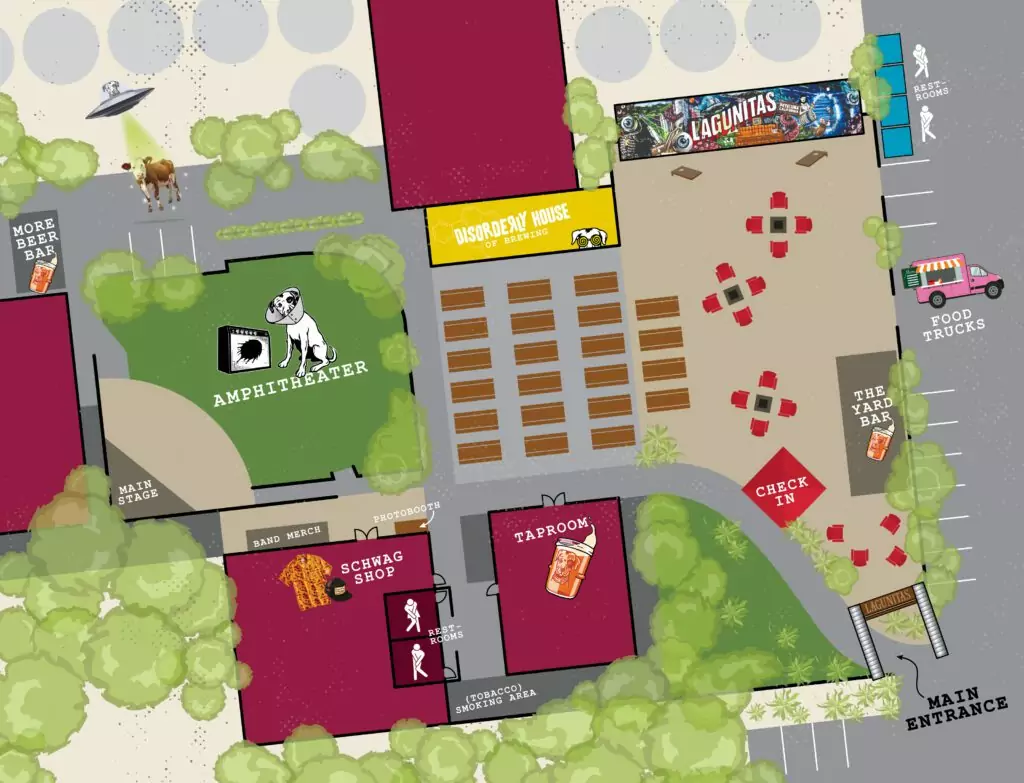 LAGUNITAS
REST-
ROOMS
MORE
BEER
BAR
DISORDERLY HOUSE
OF BREWING
FOOD
TRUCKS
AMPHITHEATER
THE
YARD
BAR
MAIN
STAGE
CHECK
IN
PHOTOBOOTH
BAND MERCH
TAPROOM
SCHWAG
SHOP
REST-
ROOMS
LAGUNITAS
(TOBACCO)
SMOKING AREA
MAIN
ENTRANCE